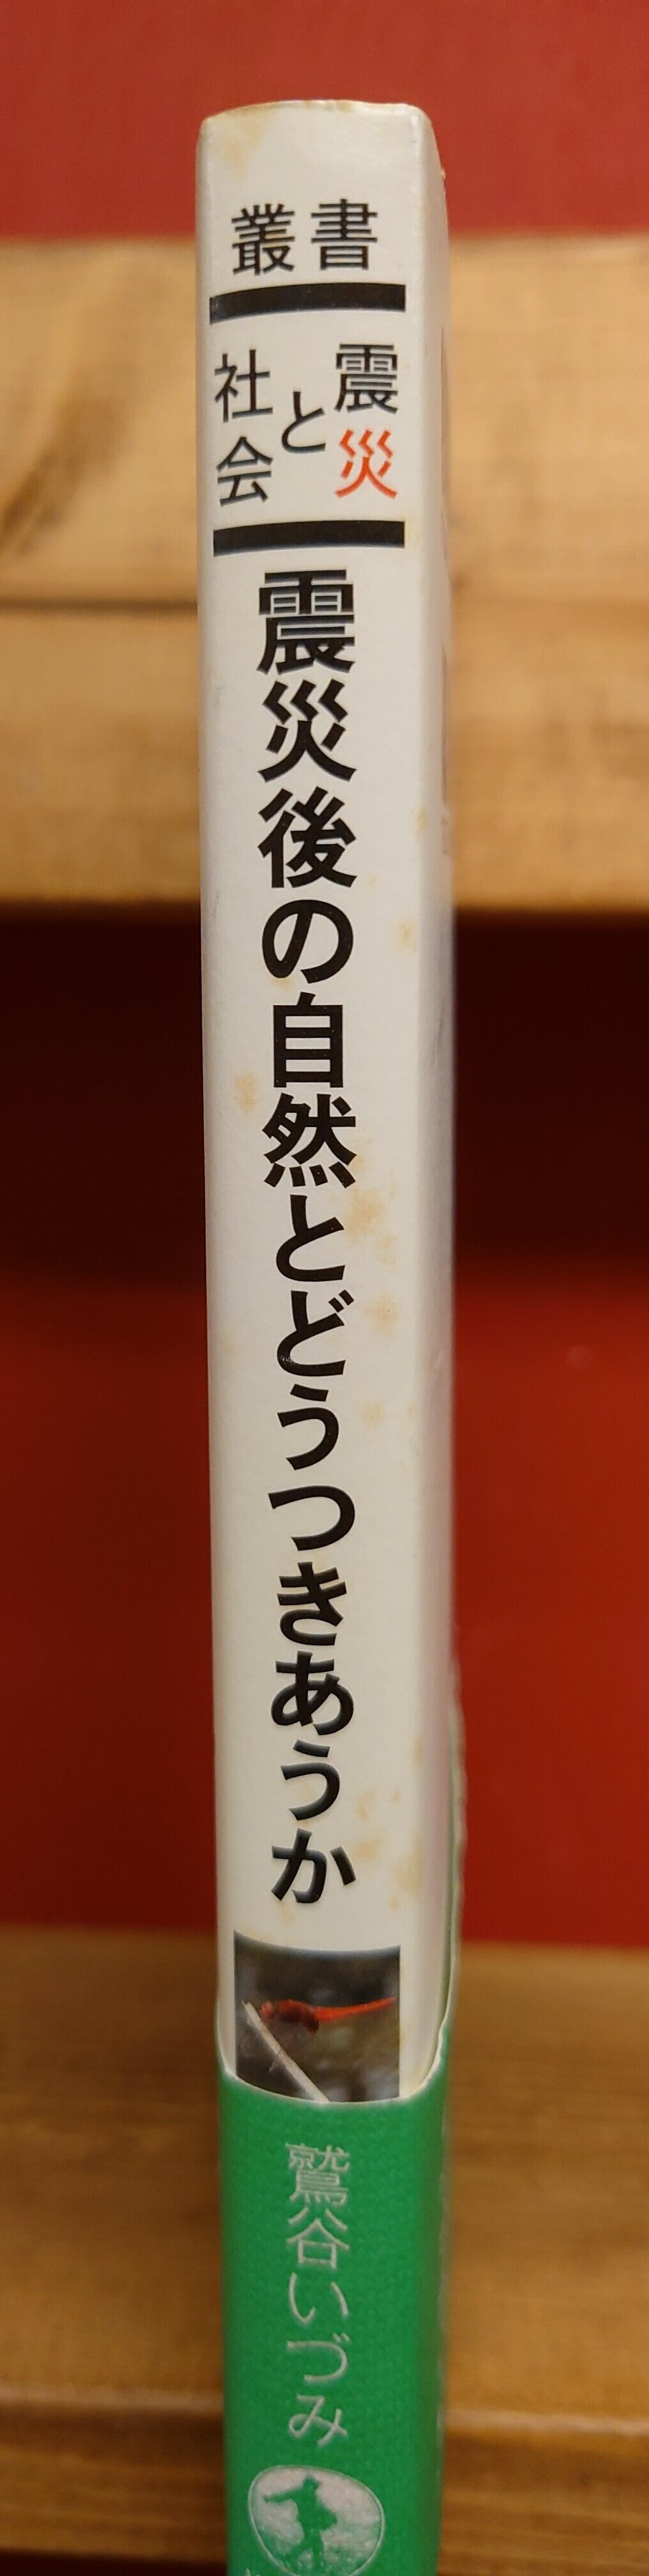 叢書
震災
と
社会
震災後の自然とどうつきあうか
鷲谷いづみ